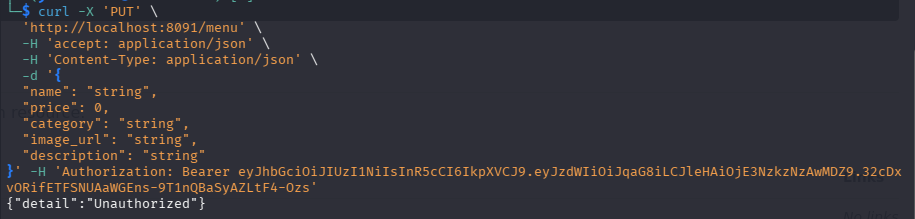 └─$ curl -X 'PUT' \
  'http://localhost:8091/menu' \
  -H 'accept: application/json' \
  -H 'Content-Type: application/json' \
  -d '{
  "name": "string",
  "price": 0,
  "category": "string",
  "image_url": "string",
  "description": "string"
}' -H 'Authorization: Bearer eyJhbGciOiJIUzI1NiIsInR5cCI6IkpXVCJ9.eyJzdWIiOiJqaG8iLCJleHAiOjE3NzkzNzAwMDZ9.32cDx
vORifETFSNUAaWGEns-9T1nQBaSyAZLtF4-Ozs'
{"detail":"Unauthorized"}